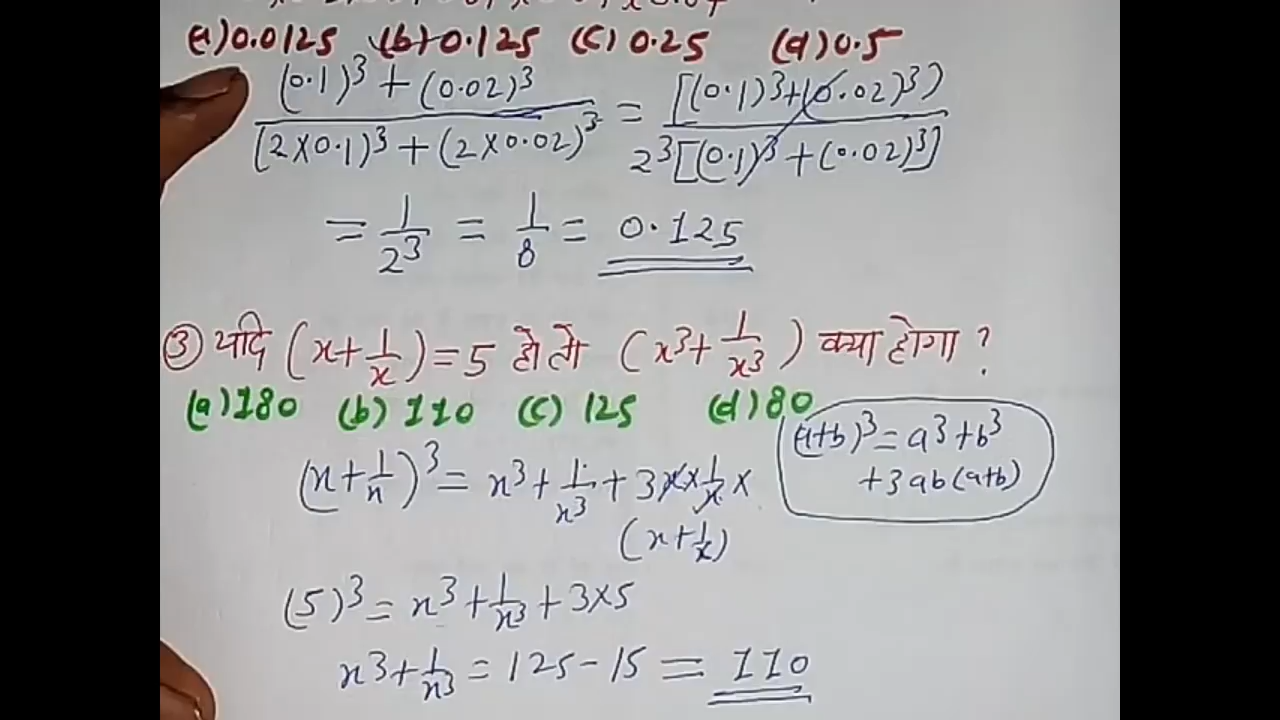 (a) 0.0125 (b) 0.125 (c) 0.25 (d) 0.5
(0.1)³ + (0.02)³ / [2×0.1)³ + (2×0.02)³ = [(0.1)³+(0.02)³) / 2³[(0.1)³ + (0.02)³]
= 1/2³ = 1/8 = 0.125
③ यदि (x+1/x) = 5 हो तो (x³+1/x³) क्या होगा ?
(a) 180 (b) 110 (c) 125 (d) 80
(a+b)³ = a³+b³
+3ab(a+b)
(x+1/x)³ = x³ + 1/x³ + 3x×1/x×
(x+1/x)
(5)³ = x³ + 1/x³ + 3×5
x³ + 1/x³ = 125 - 15 = 110